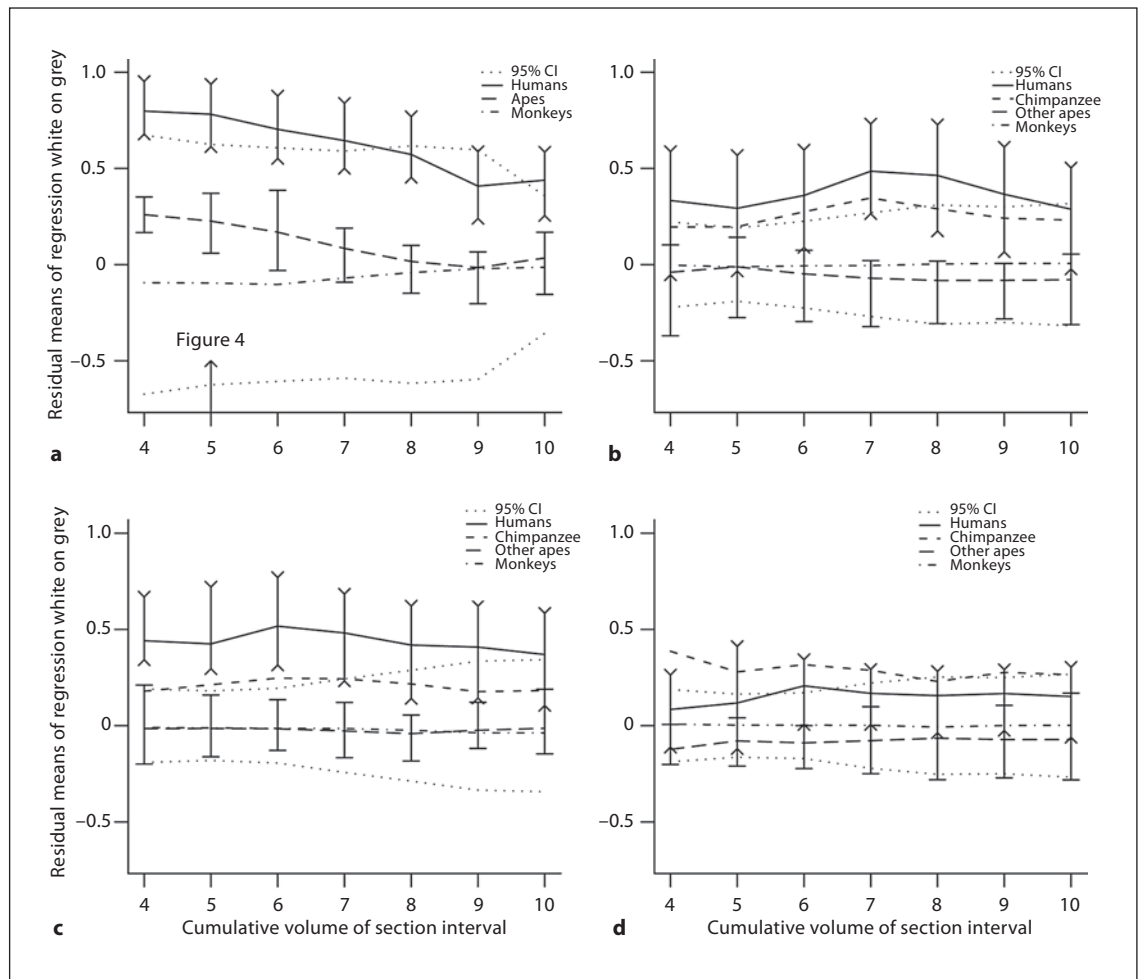 Residual means of regression white on grey
1.0
0.5
0
–0.5
95% CI
Humans
Apes
Monkeys
Figure 4
4 5 6 7 8 9 10
a
1.0
0.5
0
–0.5
95% CI
Humans
Chimpanzee
Other apes
Monkeys
4 5 6 7 8 9 10
b
Residual means of regression white on grey
1.0
0.5
0
–0.5
95% CI
Humans
Chimpanzee
Other apes
Monkeys
4 5 6 7 8 9 10
Cumulative volume of section interval
c
1.0
0.5
0
–0.5
95% CI
Humans
Chimpanzee
Other apes
Monkeys
4 5 6 7 8 9 10
Cumulative volume of section interval
d